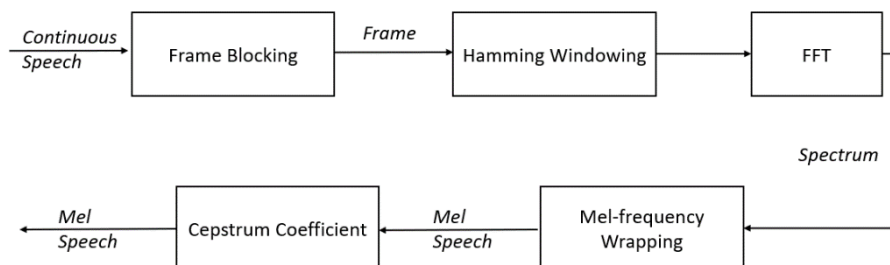 Continuous
Speech
Frame Blocking
Frame
Hamming Windowing
FFT
Spectrum
Mel
Speech
Cepstrum Coefficient
Mel
Speech
Mel-frequency
Wrapping